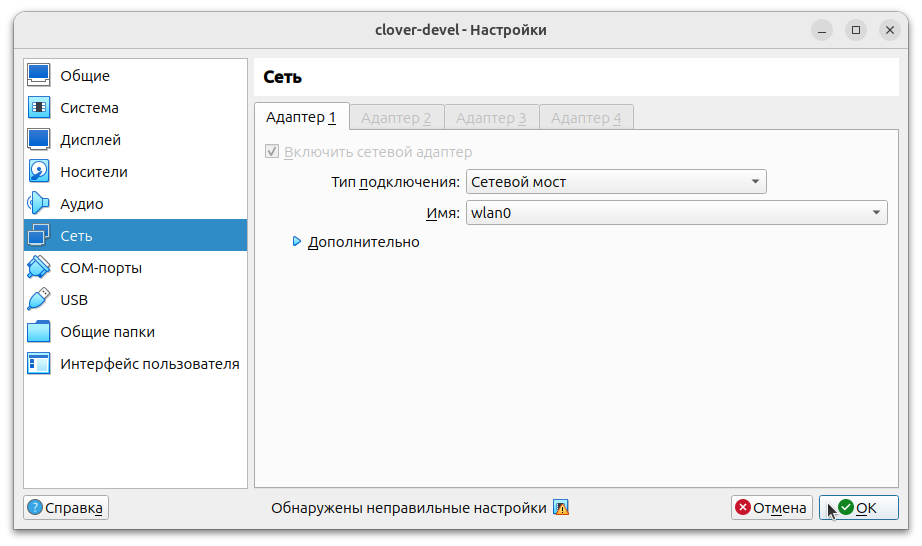 clover-devel - Настройки
Общие
Система
Дисплей
Носители
Аудио
Сеть
COM-порты
USB
Общие папки
Интерфейс пользователя
Сеть
Адаптер 1
Адаптер 2
Адаптер 3
Адаптер 4
Включить сетевой адаптер
Тип подключения: Сетевой мост
Имя: wlan0
Дополнительно
Справка
Обнаружены неправильные настройки
Отмена
OK